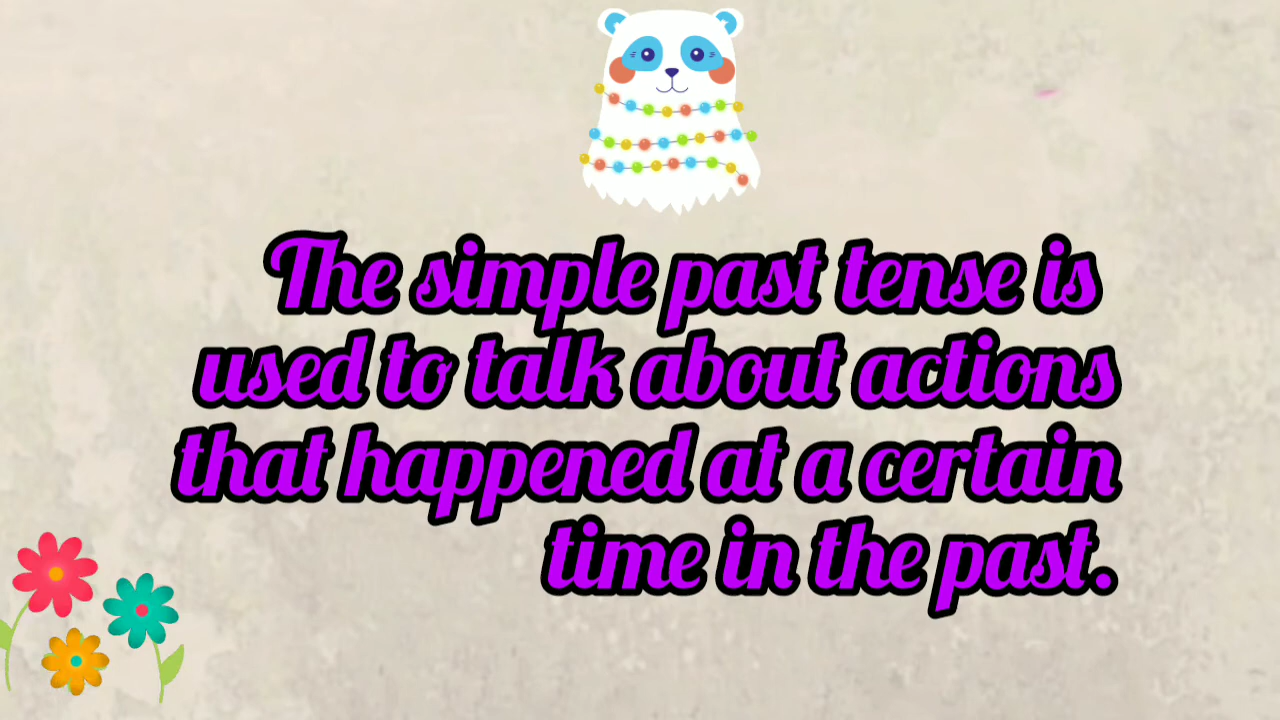 The simple past tense is
used to talk about actions
that happened at a certain
time in the past.